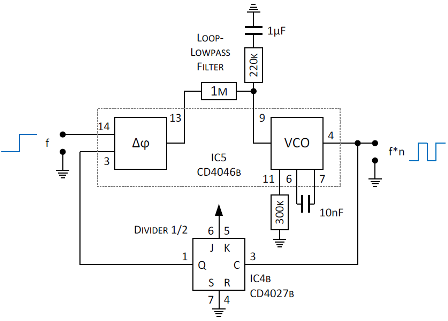 1µF
LOOP-
LOWPASS
FILTER
220K
1M
13
9
14
f
Δφ
3
IC5
CD4046B
VCO
4
f*n
11
6
7
300K
10nF
DIVIDER 1/2
6 5
J K
1
Q C
3
IC4B
CD4027B
S R
7 4